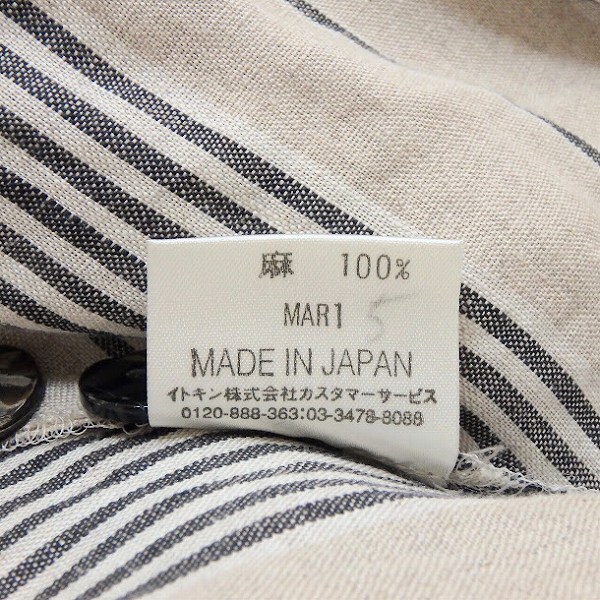 麻 100%
MAR1 5
MADE IN JAPAN
イトキン株式会社カスタマーサービス
0120-888-363:03-3478-8088